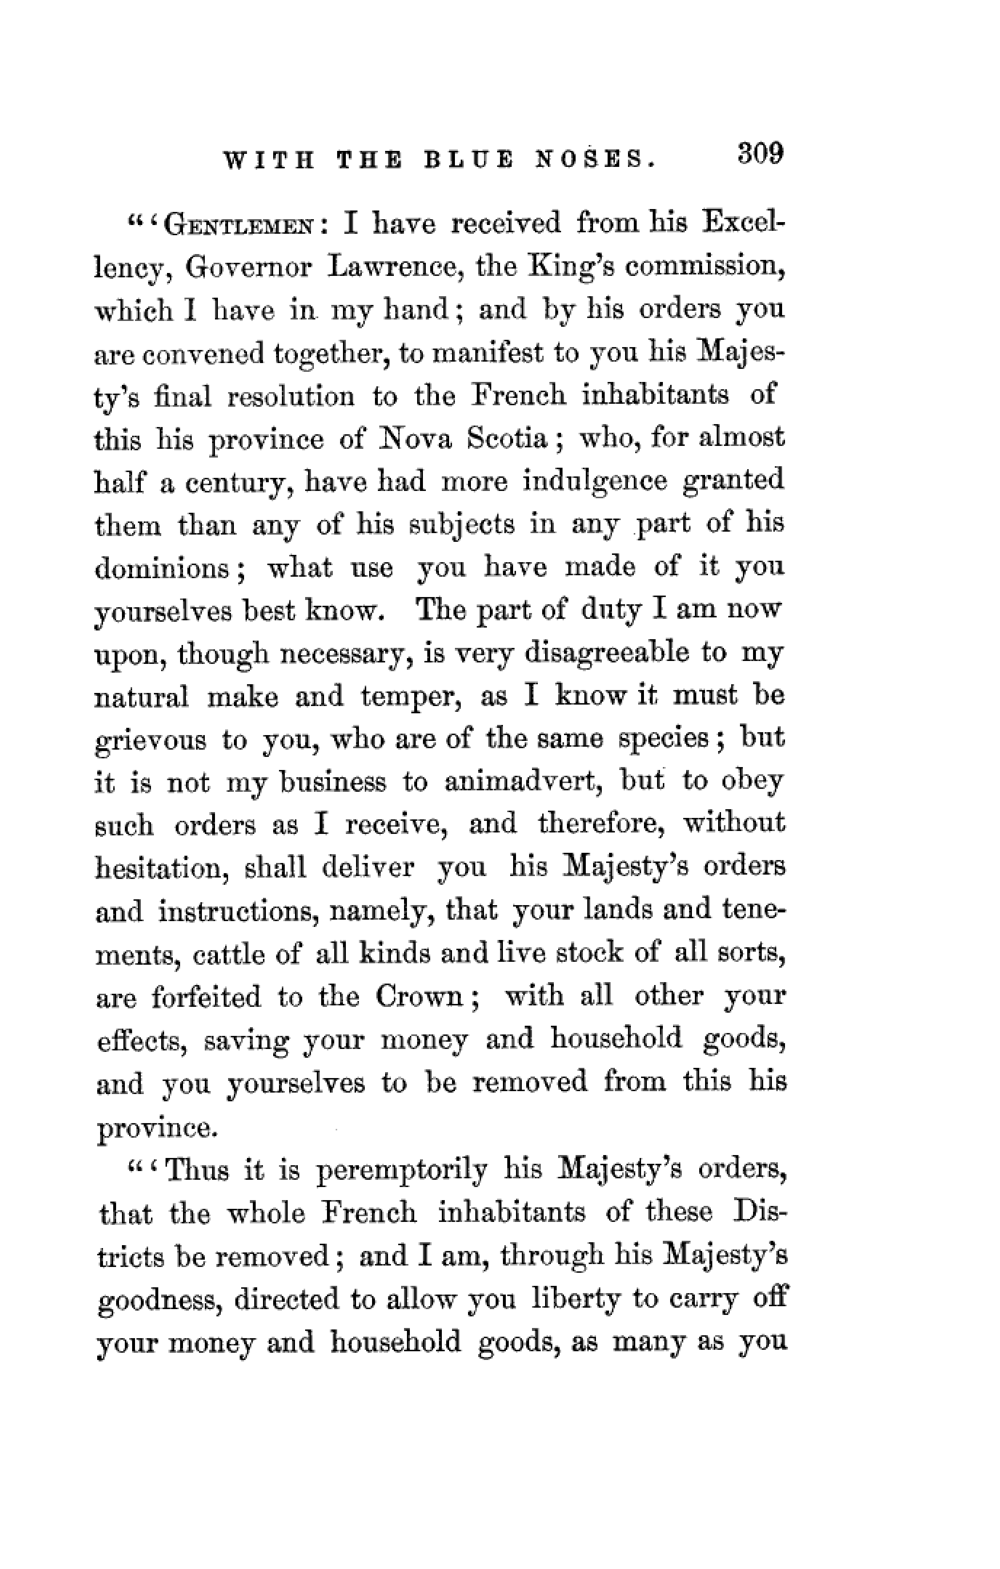 WITH THE BLUE NOSES. 309
“‘GENTLEMEN: I have received from his Excel-
lency, Governor Lawrence, the King’s commission,
which I have in my hand; and by his orders you
are convened together, to manifest to you his Majes-
ty’s final resolution to the French inhabitants of
this his province of Nova Scotia; who, for almost
half a century, have had more indulgence granted
them than any of his subjects in any part of his
dominions; what use you have made of it you
yourselves best know. The part of duty I am now
upon, though necessary, is very disagreeable to my
natural make and temper, as I know it must be
grievous to you, who are of the same species; but
it is not my business to animadvert, but to obey
such orders as I receive, and therefore, without
hesitation, shall deliver you his Majesty’s orders
and instructions, namely, that your lands and tene-
ments, cattle of all kinds and live stock of all sorts,
are forfeited to the Crown; with all other your
effects, saving your money and household goods,
and you yourselves to be removed from this his
province.
“‘Thus it is peremptorily his Majesty’s orders,
that the whole French inhabitants of these Dis-
tricts be removed; and I am, through his Majesty’s
goodness, directed to allow you liberty to carry off
your money and household goods, as many as you